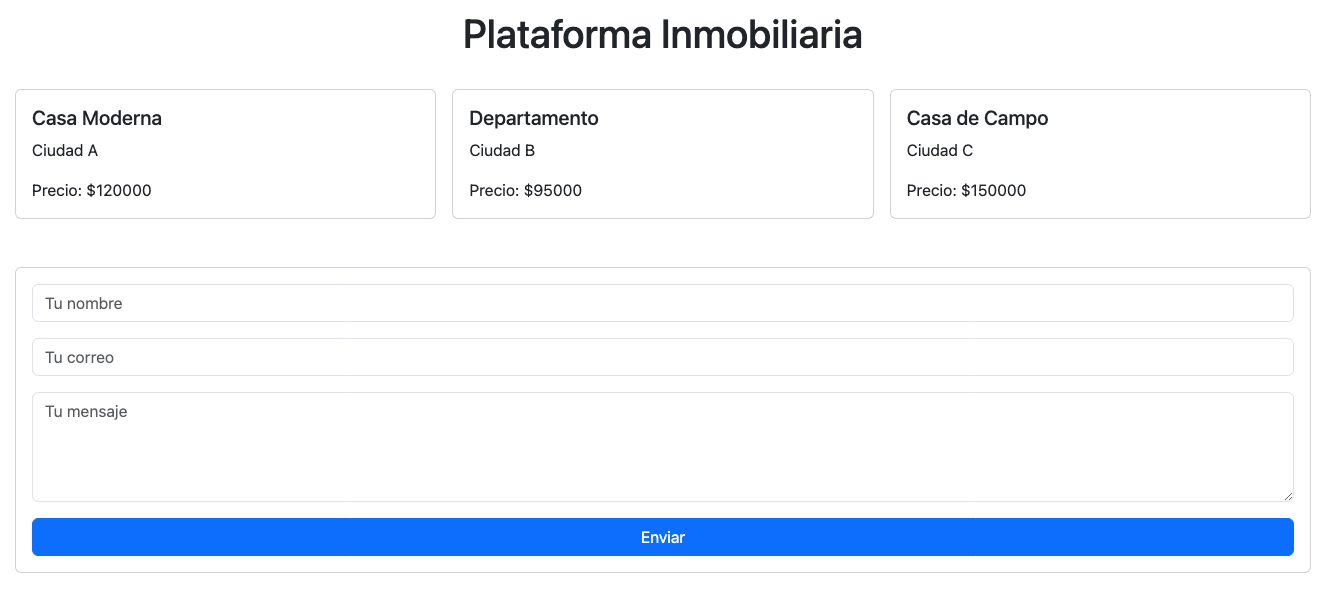 Plataforma Inmobiliaria
Casa Moderna
Ciudad A
Precio: $120000
Departamento
Ciudad B
Precio: $95000
Casa de Campo
Ciudad C
Precio: $150000
Tu nombre
Tu correo
Tu mensaje
Enviar